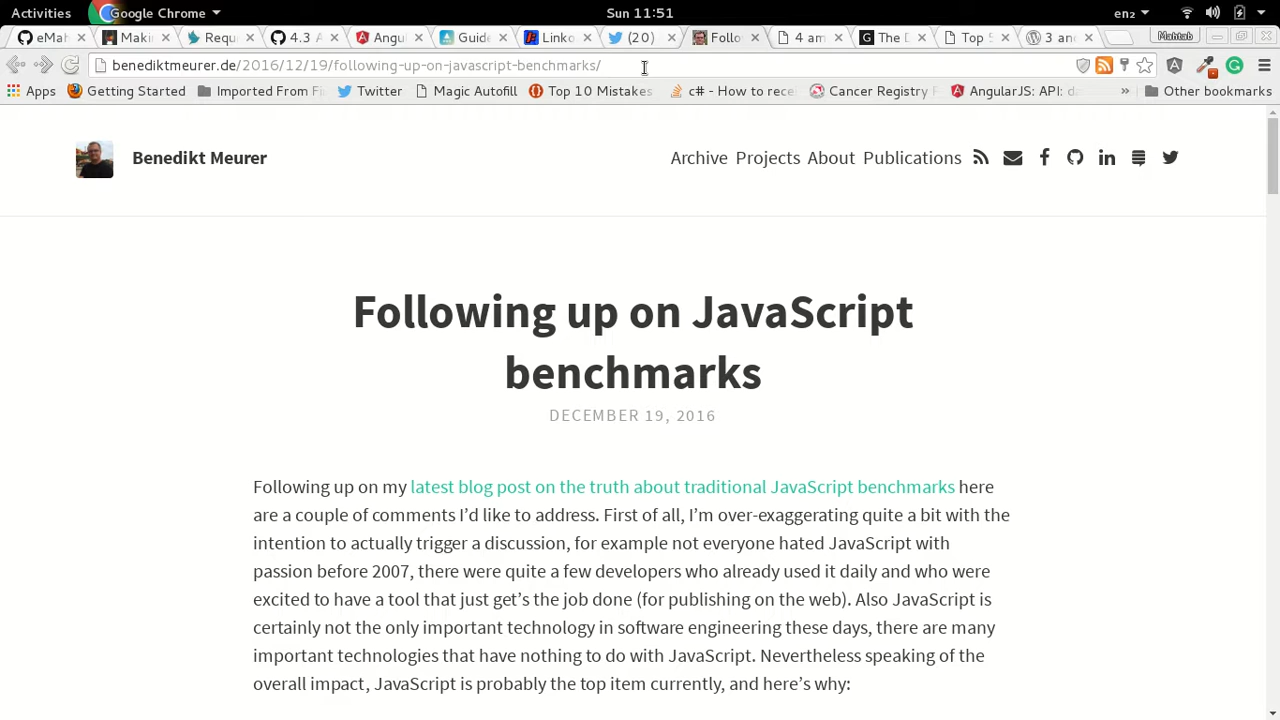 Activities Google Chrome Sun 11:51 en₂
eMah Makin Requ 4.3 A Angu Guide Linko (20) Follo 4 am The D Top 5 3 and Mahtab
benediktmeurer.de/2016/12/19/following-up-on-javascript-benchmarks/
Apps Getting Started Imported From Fi Twitter Magic Autofill Top 10 Mistakes c# - How to rece Cancer Registry AngularJS: API: da » Other bookmarks
Benedikt Meurer Archive Projects About Publications
Following up on JavaScript
benchmarks
DECEMBER 19, 2016
Following up on my latest blog post on the truth about traditional JavaScript benchmarks here
are a couple of comments I’d like to address. First of all, I’m over-exaggerating quite a bit with the
intention to actually trigger a discussion, for example not everyone hated JavaScript with
passion before 2007, there were quite a few developers who already used it daily and who were
excited to have a tool that just get’s the job done (for publishing on the web). Also JavaScript is
certainly not the only important technology in software engineering these days, there are many
important technologies that have nothing to do with JavaScript. Nevertheless speaking of the
overall impact, JavaScript is probably the top item currently, and here’s why: